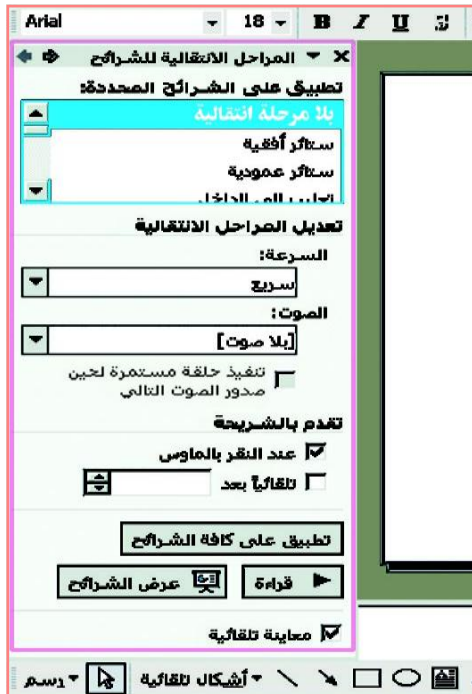 Arial 18 B I U
المراحل الانتقالية للشرائح
تطبيق على الشرائح المحددة:
بلا مرحلة انتقالية
ستائر أفقية
ستائر عمودية
تعديل المراحل الانتقالية
السرعة:
سريع
الصوت:
[بلا صوت]
تنفيذ حلقة مستمرة لحين
صدور الصوت التالي
تقدم بالشريحة
عند النقر بالماوس
تلقائياً بعد
تطبيق على كافة الشرائح
قراءة
عرض الشرائح
معاينة تلقائية
أشكال تلقائية
رسم